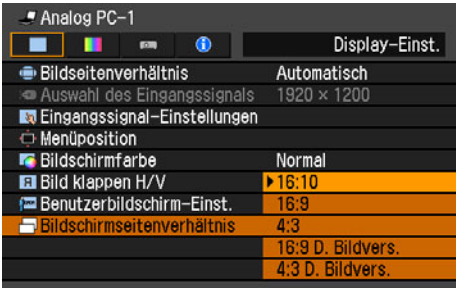 Analog PC-1
Display-Einst.
Bildseitenverhältnis Automatisch
Auswahl des Eingangssignals 1920 × 1200
Eingangssignal-Einstellungen
Menüposition
Bildschirmfarbe Normal
Bild klappen H/V 16:10
Benutzerbildschirm-Einst. 16:9
Bildschirmseitenverhältnis 4:3
16:9 D. Bildvers.
4:3 D. Bildvers.